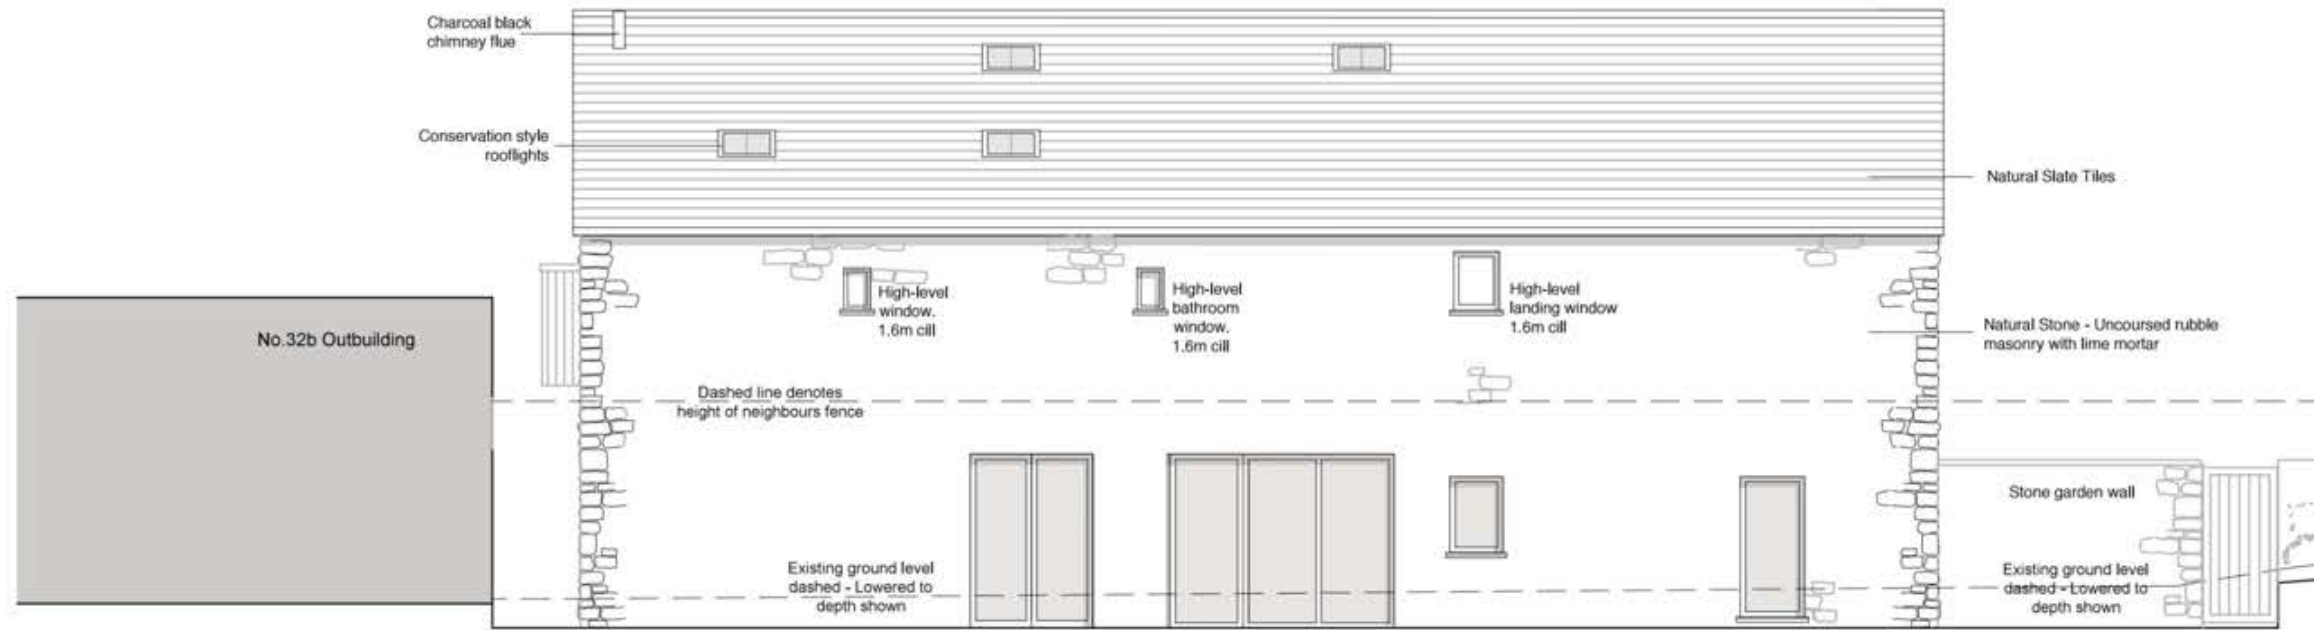 Charcoal black
chimney flue
Conservation style
rooflights
Natural Slate Tiles
High-level
window.
1.6m cill
High-level
bathroom
window.
1.6m cill
High-level
landing window
1.6m cill
No.32b Outbuilding
Natural Stone - Uncoursed rubble
masonry with lime mortar
Dashed line denotes
height of neighbours fence
Stone garden wall
Existing ground level
dashed - Lowered to
depth shown
Existing ground level
dashed - Lowered to
depth shown